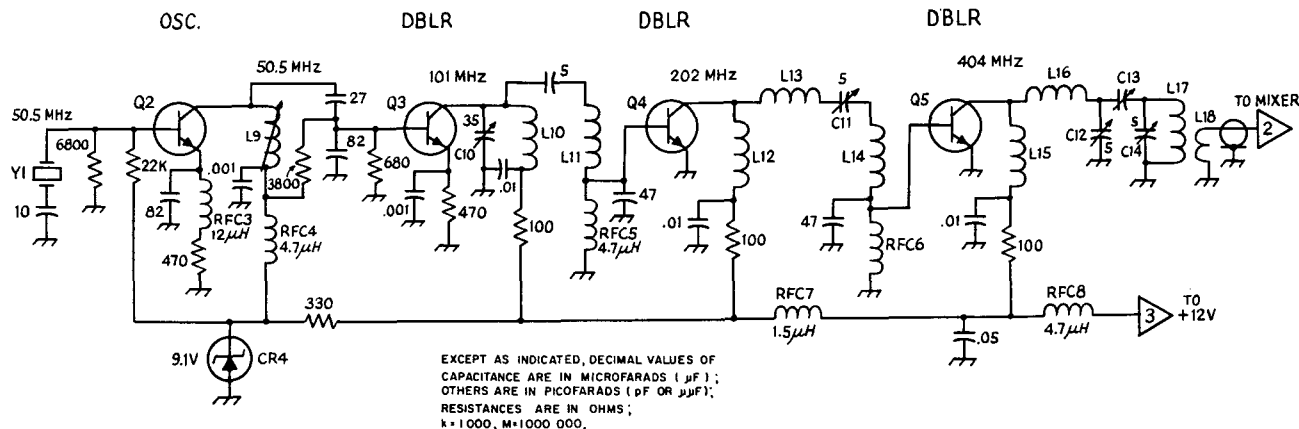 OSC.
DBLR
DBLR
DBLR
50.5 MHz
101 MHz
202 MHz
404 MHz
50.5 MHz
Y1
10
6800
22K
Q2
82
RFC3
12µH
470
.001
L9
RFC4
4.7µH
3800
27
82
680
Q3
.001
470
35
C10
.01
L10
100
5
L11
RFC5
4.7µH
47
Q4
.01
L12
100
L13
5
C11
L14
47
RFC6
Q5
.01
L15
100
L16
C12
5
C13
5
C14
L17
L18
TO MIXER
2
330
RFC7
1.5µH
.05
RFC8
4.7µH
3
TO
+12V
9.1V
CR4
EXCEPT AS INDICATED, DECIMAL VALUES OF
CAPACITANCE ARE IN MICROFARADS ( µF ) ;
OTHERS ARE IN PICOFARADS ( pF OR µµF);
RESISTANCES ARE IN OHMS ;
k=1000, M=1000 000.